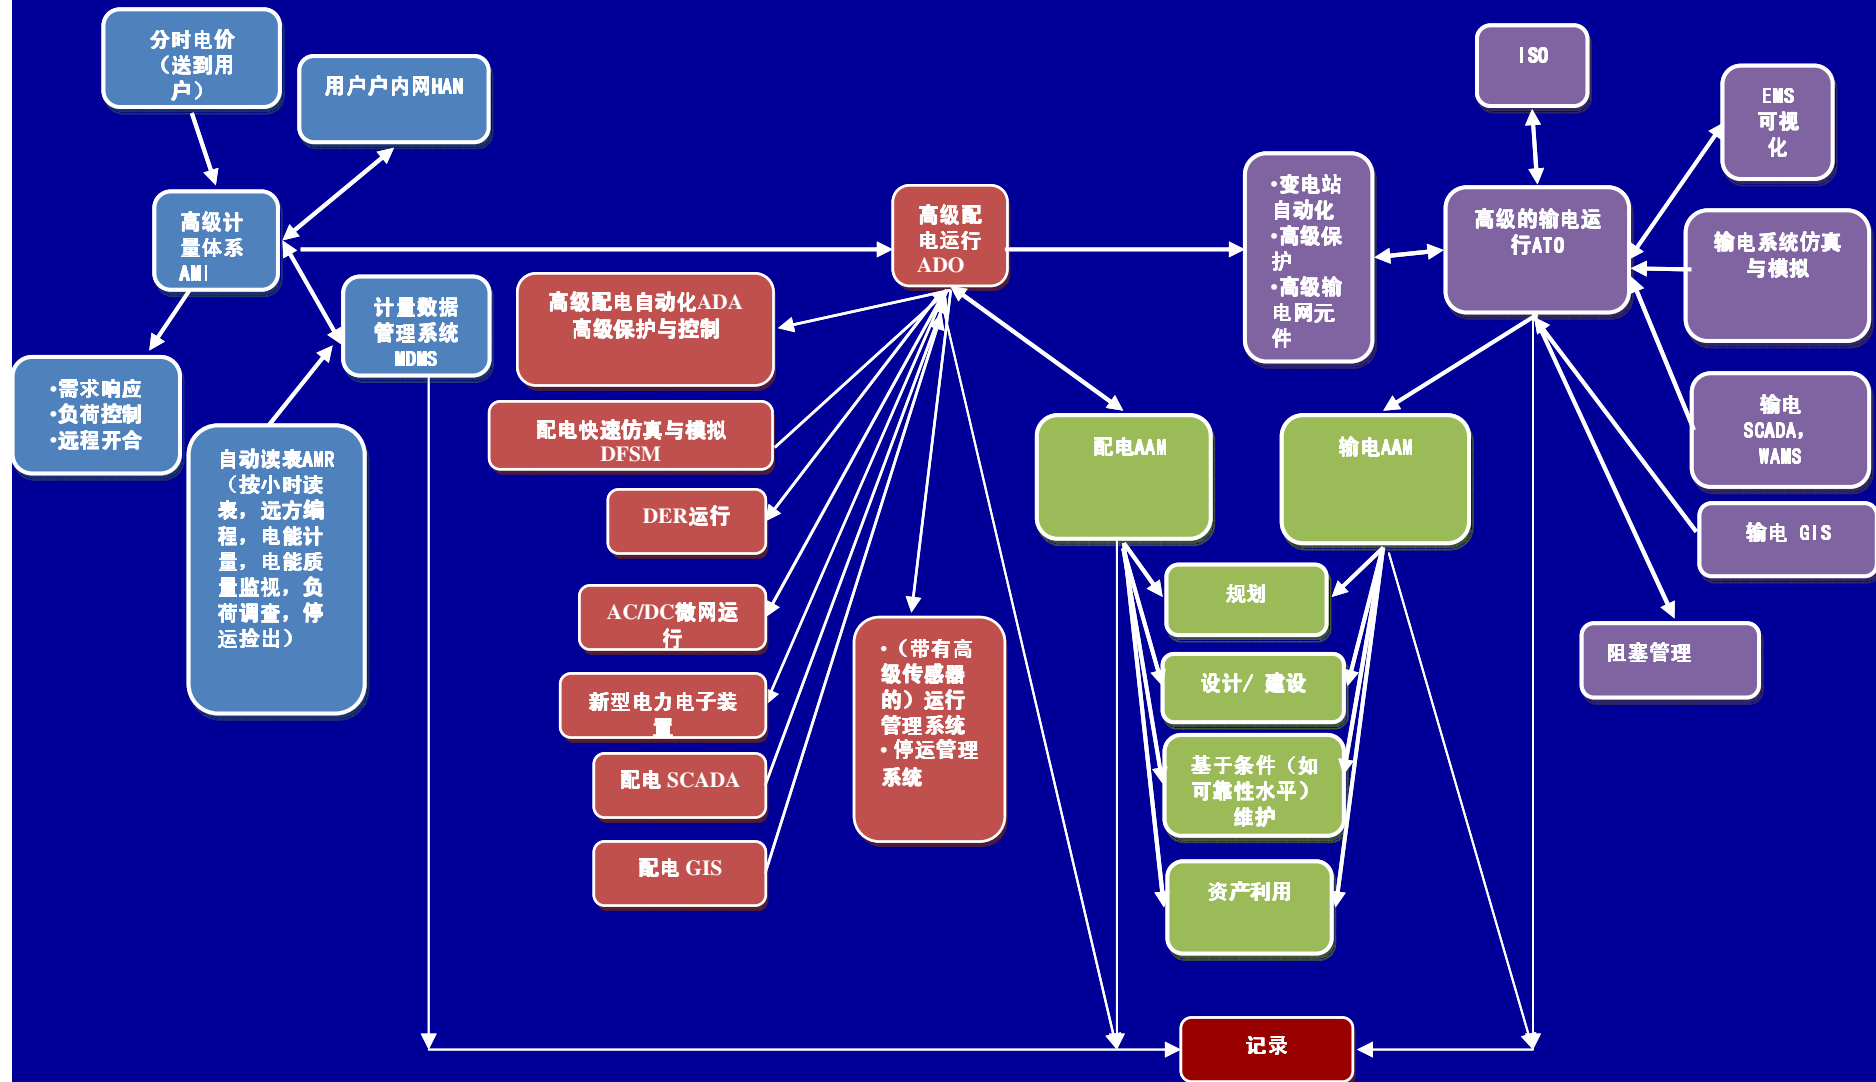 分时电价
（送到用
户）
用户户内网HAN
高级计
量体系
AMI
计量数据
管理系统
MDMS
•需求响应
•负荷控制
•远程开合
自动读表AMR
（按小时读
表，远方编
程，电能计
量，电能质
量监视，负
荷调查，停
运捡出）
高级配
电运行
ADO
高级配电自动化ADA
高级保护与控制
配电快速仿真与模拟
DFSM
DER运行
AC/DC微网运
行
新型电力电子装
置
配电 SCADA
配电 GIS
•（带有高
级传感器
的）运行
管理系统
•停运管理
系统
配电AAM
输电AAM
规划
设计/ 建设
基于条件（如
可靠性水平）
维护
资产利用
•变电站
自动化
•高级保
护
•高级输
电网元
件
ISO
高级的输电运
行ATO
EMS
可视
化
输电系统仿真
与模拟
输电
SCADA，
WAMS
输电 GIS
阻塞管理
记录